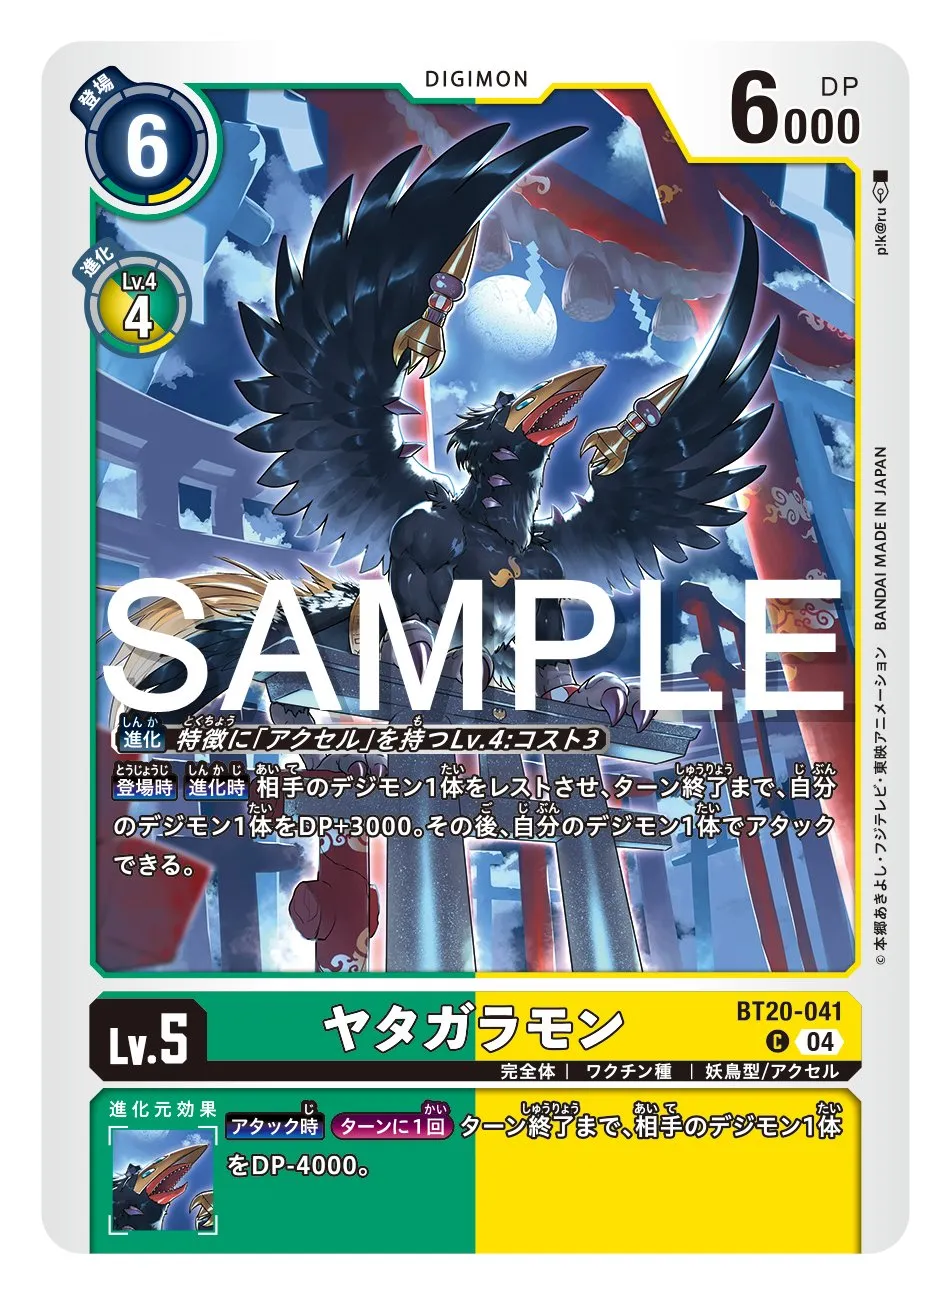 DIGIMON
登場
6
6000
DP
進化
Lv.4
4
p!k@ru
SAMPLE
進化 特徴に「アクセル」を持つLv.4:コスト3
登場時 進化時 相手のデジモン1体をレストさせ、ターン終了まで、自分
のデジモン1体をDP+3000。その後、自分のデジモン1体でアタック
できる。
©本郷あきよし・フジテレビ・東映アニメーション BANDAI MADE IN JAPAN
Lv.5
ヤタガラモン
BT20-041
C 04
完全体 | ワクチン種 | 妖鳥型/アクセル
進化元効果
アタック時 ターンに1回 ターン終了まで、相手のデジモン1体
をDP-4000。